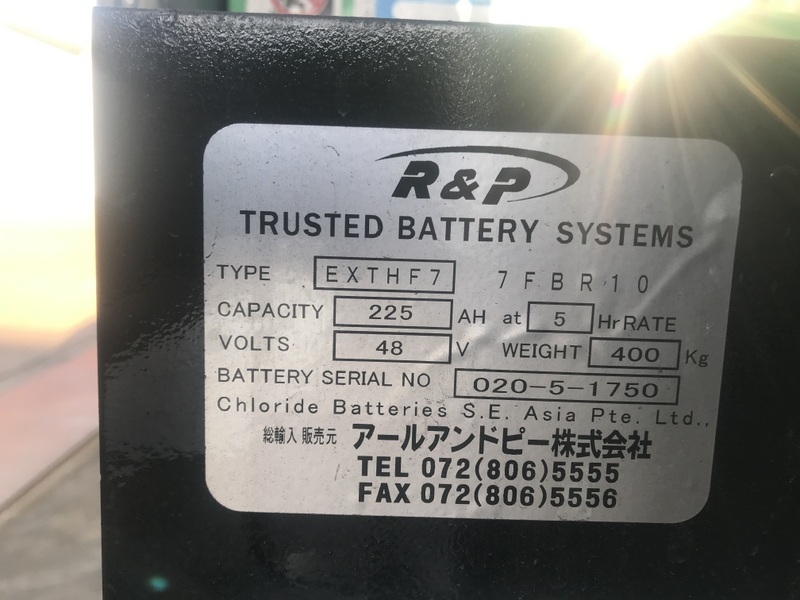 R&P
TRUSTED BATTERY SYSTEMS
TYPE EXTHF7 7FBR10
CAPACITY 225 AH at 5 Hr RATE
VOLTS 48 V WEIGHT 400 Kg
BATTERY SERIAL NO 020-5-1750
Chloride Batteries S.E. Asia Pte. Ltd.,
総輸入 販売元 アールアンドピー株式会社
TEL 072(806)5555
FAX 072(806)5556